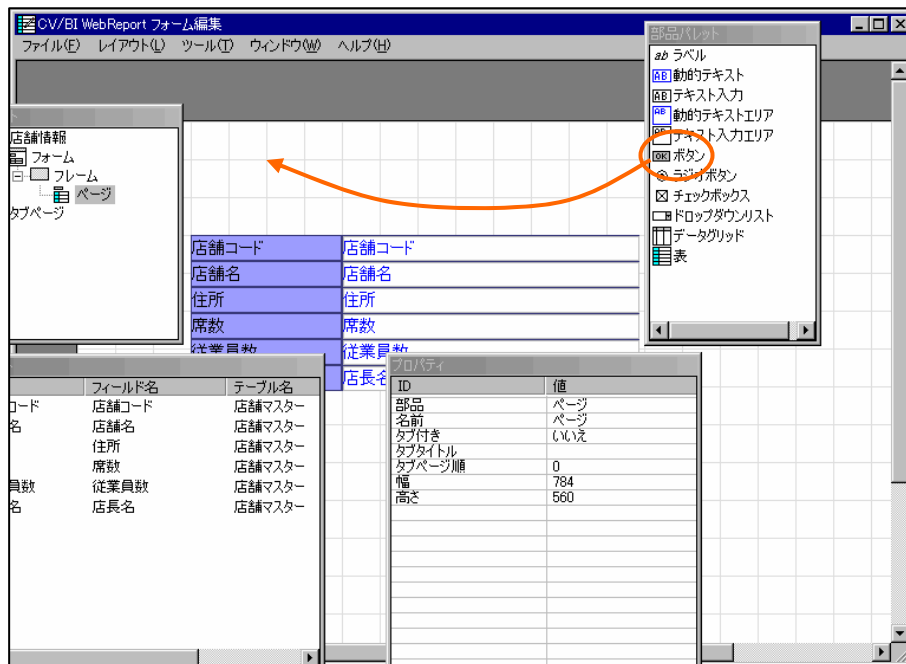 CV/BI WebReport フォーム編集
ファイル(F) レイアウト(L) ツール(T) ウィンドウ(W) ヘルプ(H)
部品パレット
ab ラベル
AB 動的テキスト
AB テキスト入力
AB 動的テキストエリア
AB テキスト入力エリア
OK ボタン
ラジオボタン
チェックボックス
ドロップダウンリスト
データグリッド
表
ト
店舗情報
フォーム
フレーム
ページ
タブページ
店舗コード 店舗コード
店舗名 店舗名
住所 住所
席数 席数
従業員数 従業員数
店長名
フィールド名 テーブル名
コード 店舗コード 店舗マスター
名 店舗名 店舗マスター
住所 店舗マスター
席数 店舗マスター
員数 従業員数 店舗マスター
名 店長名 店舗マスター
プロパティ
ID 値
部品 ページ
名前 ページ
タブ付き いいえ
タブタイトル
タブページ順 0
幅 784
高さ 560